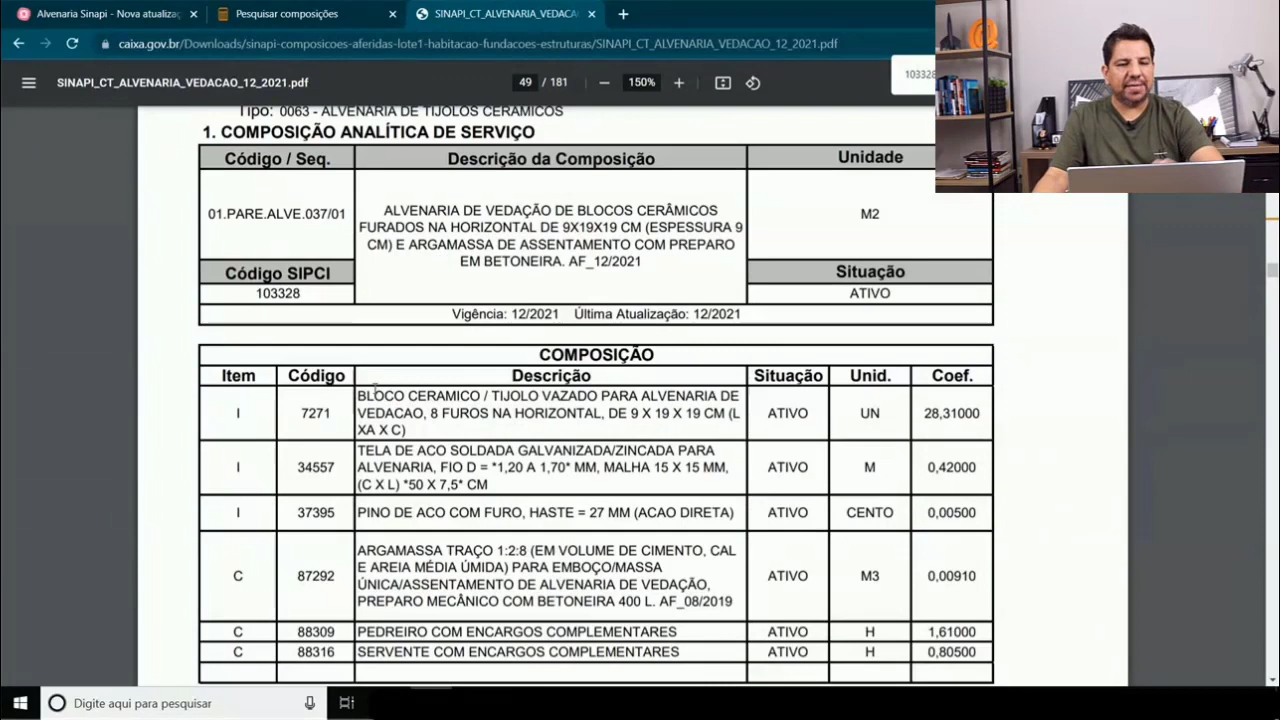 Alvenaria Sinapi - Nova atualizaç
Pesquisar composições
SINAPI_CT_ALVENARIA_VEDACA
caixa.gov.br/Downloads/sinapi-composicoes-aferidas-lote1-habitacao-fundacoes-estruturas/SINAPI_CT_ALVENARIA_VEDACAO_12_2021.pdf
SINAPI_CT_ALVENARIA_VEDACAO_12_2021.pdf
49 / 181
150%
103328
Tipo: 0063 - ALVENARIA DE TIJOLOS CERAMICOS
1. COMPOSIÇÃO ANALÍTICA DE SERVIÇO
Código / Seq.
Descrição da Composição
Unidade
01.PARE.ALVE.037/01
ALVENARIA DE VEDAÇÃO DE BLOCOS CERÂMICOS
FURADOS NA HORIZONTAL DE 9X19X19 CM (ESPESSURA 9
CM) E ARGAMASSA DE ASSENTAMENTO COM PREPARO
EM BETONEIRA. AF_12/2021
M2
Código SIPCI
Situação
103328
ATIVO
Vigência: 12/2021 Última Atualização: 12/2021
COMPOSIÇÃO
Item Código Descrição Situação Unid. Coef.
I 7271
BLOCO CERAMICO / TIJOLO VAZADO PARA ALVENARIA DE
VEDACAO, 8 FUROS NA HORIZONTAL, DE 9 X 19 X 19 CM (L
XA X C)
ATIVO UN 28,31000
I 34557
TELA DE ACO SOLDADA GALVANIZADA/ZINCADA PARA
ALVENARIA, FIO D = *1,20 A 1,70* MM, MALHA 15 X 15 MM,
(C X L) *50 X 7,5* CM
ATIVO M 0,42000
I 37395 PINO DE ACO COM FURO, HASTE = 27 MM (ACAO DIRETA) ATIVO CENTO 0,00500
C 87292
ARGAMASSA TRAÇO 1:2:8 (EM VOLUME DE CIMENTO, CAL
E AREIA MÉDIA ÚMIDA) PARA EMBOÇO/MASSA
ÚNICA/ASSENTAMENTO DE ALVENARIA DE VEDAÇÃO,
PREPARO MECÂNICO COM BETONEIRA 400 L. AF_08/2019
ATIVO M3 0,00910
C 88309 PEDREIRO COM ENCARGOS COMPLEMENTARES ATIVO H 1,61000
C 88316 SERVENTE COM ENCARGOS COMPLEMENTARES ATIVO H 0,80500
Digite aqui para pesquisar